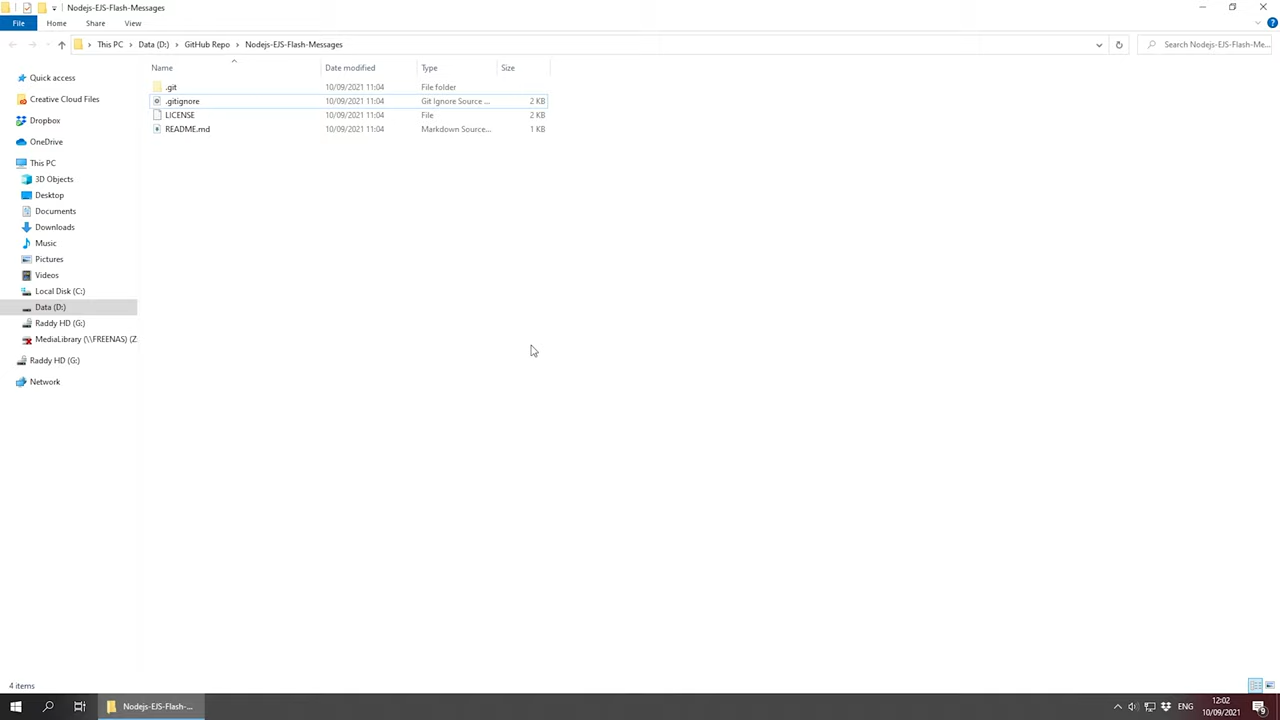 Nodejs-EJS-Flash-Messages
File Home Share View
This PC Data (D:) GitHub Repo Nodejs-EJS-Flash-Messages Search Nodejs-EJS-Flash-Me...
Name Date modified Type Size
.git 10/09/2021 11:04 File folder
.gitignore 10/09/2021 11:04 Git Ignore Source ... 2 KB
LICENSE 10/09/2021 11:04 File 2 KB
README.md 10/09/2021 11:04 Markdown Source... 1 KB
Quick access
Creative Cloud Files
Dropbox
OneDrive
This PC
3D Objects
Desktop
Documents
Downloads
Music
Pictures
Videos
Local Disk (C:)
Data (D:)
Raddy HD (G:)
MediaLibrary (\\FREENAS) (Z
Raddy HD (G:)
Network
4 items
Nodejs-EJS-Flash-...
ENG
12:02
10/09/2021